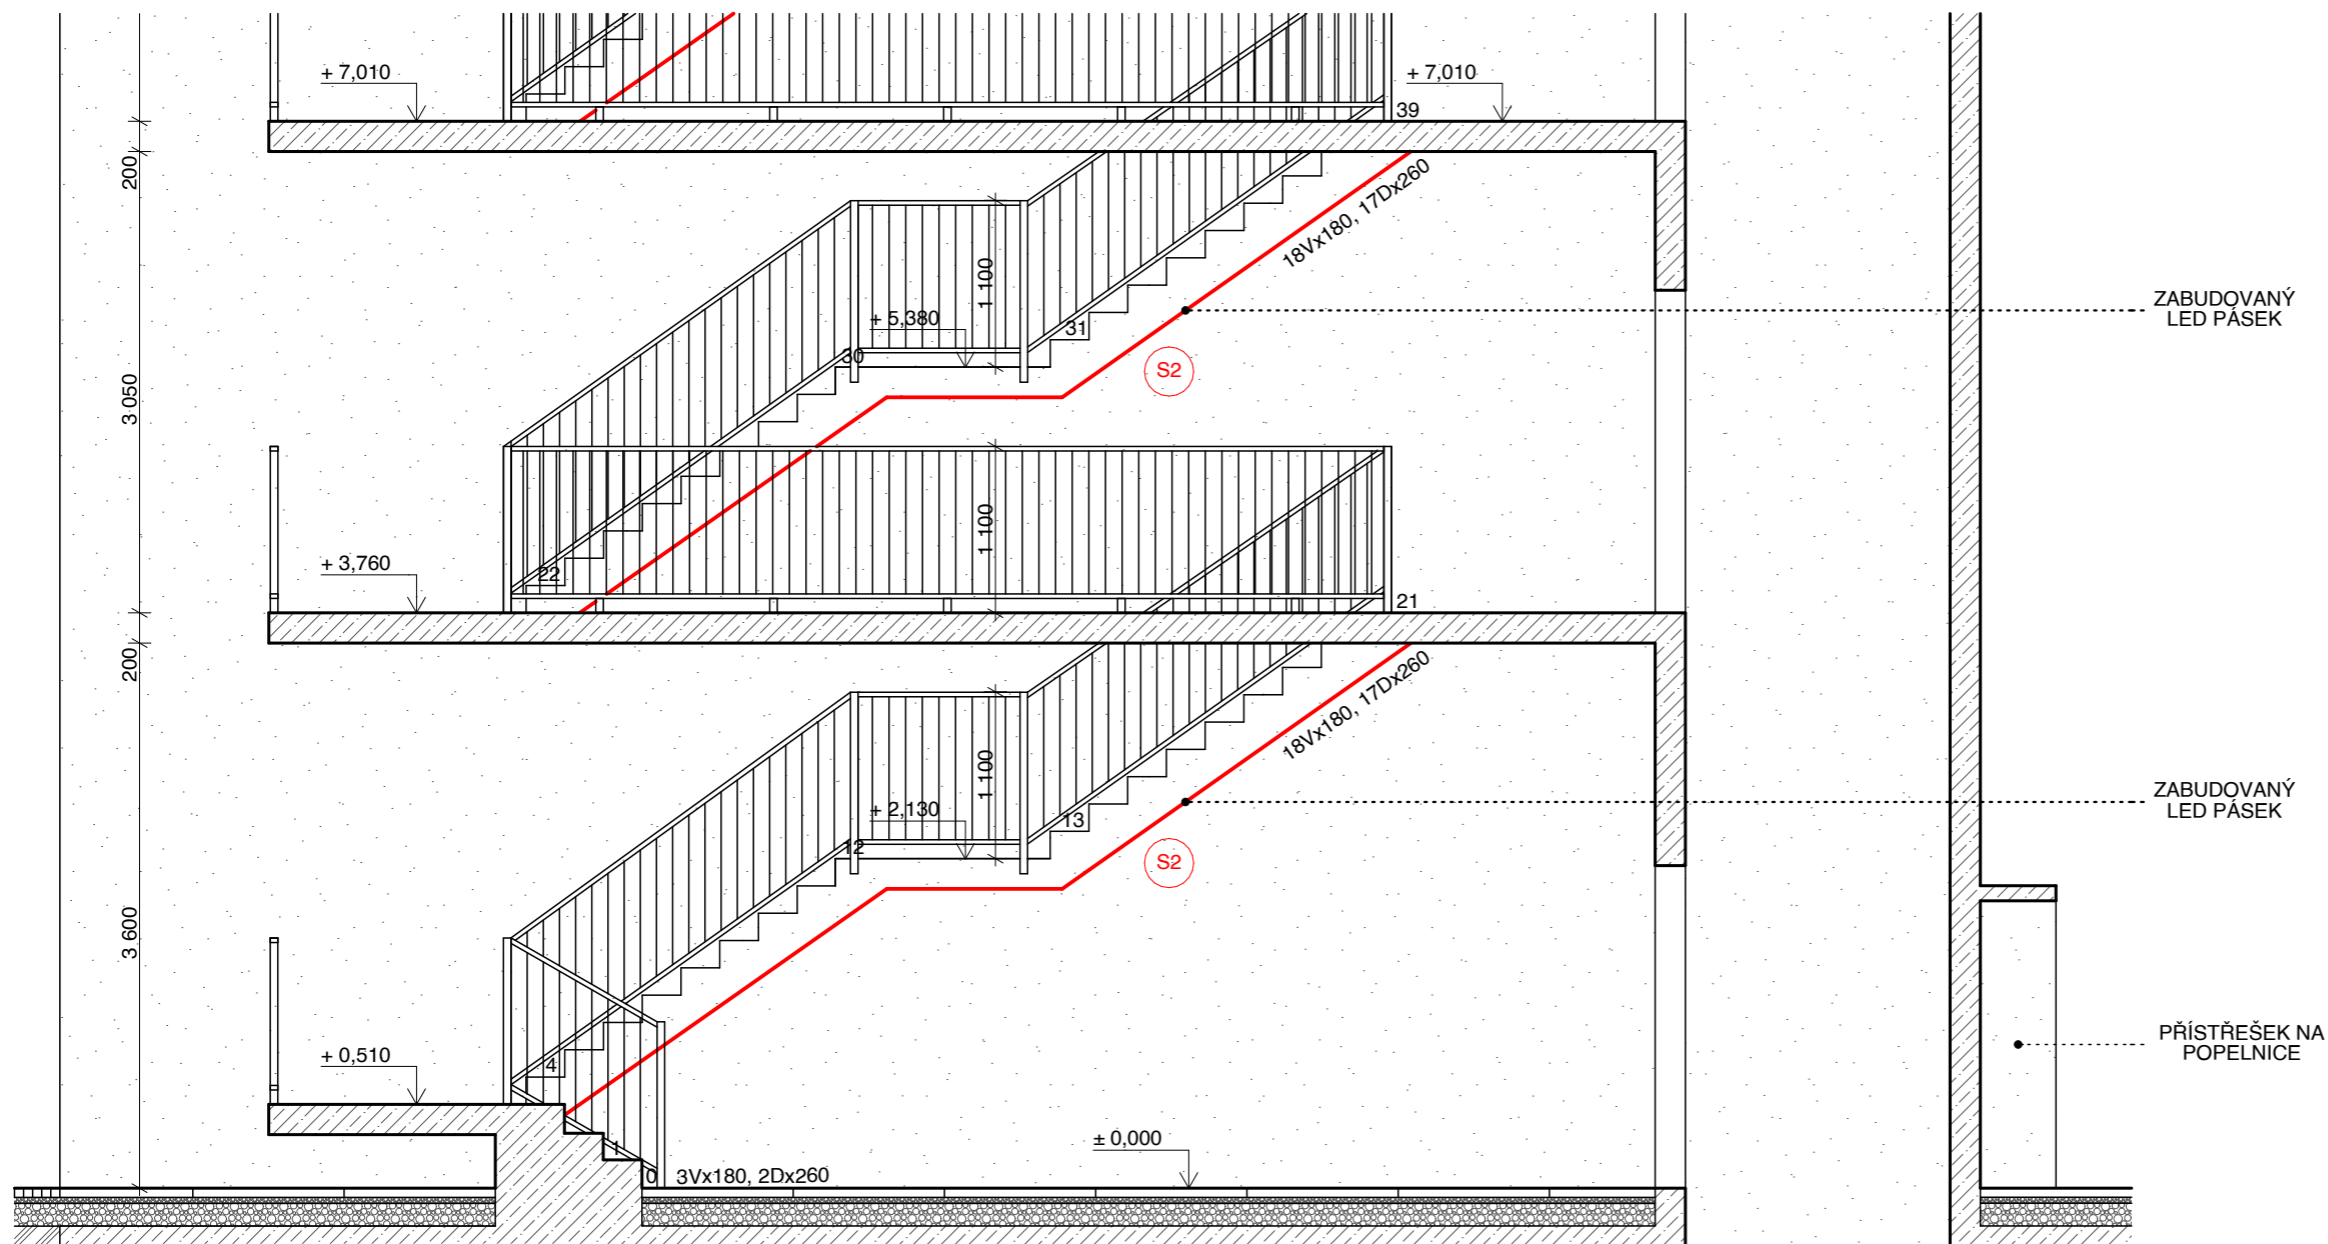 + 7,010
+ 7,010
39
200
18Vx180, 17Dx260
ZABUDOVANÝ
LED PÁSEK
1 100
+ 5,380
31
30
S2
3 050
1 100
+ 3,760
22
21
200
18Vx180, 17Dx260
1 100
+ 2,130
13
12
S2
ZABUDOVANÝ
LED PÁSEK
3 600
+ 0,510
4
PŘÍSTŘEŠEK NA
POPELNICE
± 0,000
1
0
3Vx180, 2Dx260